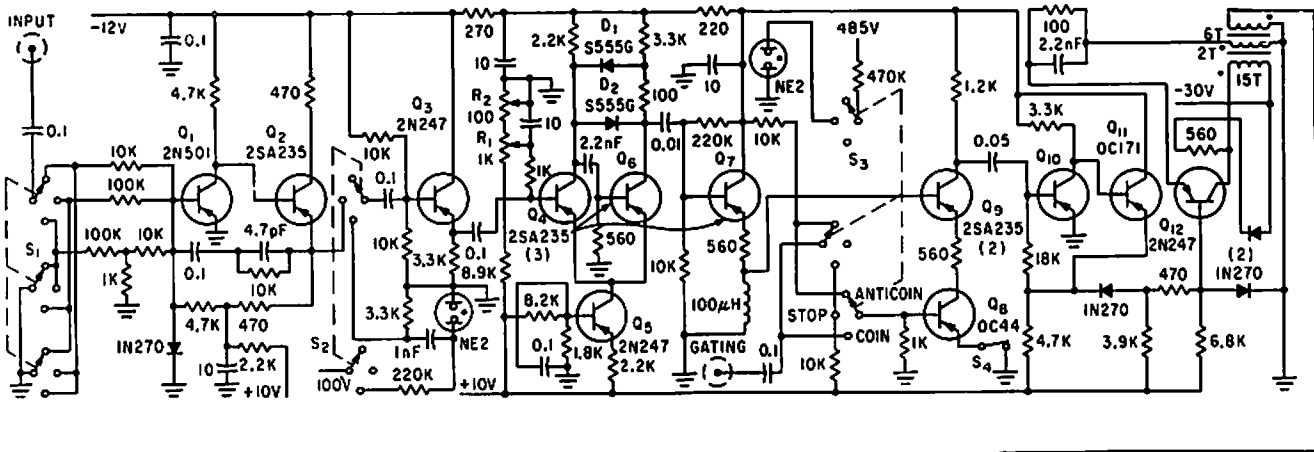 INPUT
-12V
0.1
0.1
4.7K
470
Q1
2N501
Q2
2SA235
10K
100K
S1
100K
10K
1K
0.1
4.7pF
10K
4.7K
470
1N270
10
2.2K
+10V
Q3
2N247
10K
0.1
10K
3.3K
0.1
8.9K
3.3K
1nF
NE2
S2
100V
220K
+10V
270
10
R2
100
R1
1K
10
1K
2.2K
D1
S555G
D2
S555G
3.3K
100
2.2nF
0.01
Q4
2SA235
(3)
Q6
560
8.2K
0.1
1.8K
Q5
2N247
2.2K
220
10
NE2
220K
10K
Q7
560
10K
100µH
GATING
0.1
485V
470K
S3
ANTICOIN
STOP
COIN
10K
1K
1.2K
0.05
Q9
2SA235
(2)
560
Q8
OC44
S4
3.3K
Q10
Q11
OC171
18K
4.7K
1N270
470
3.9K
6.8K
100
2.2nF
6T
2T
15T
-30V
560
Q12
2N247
(2)
1N270